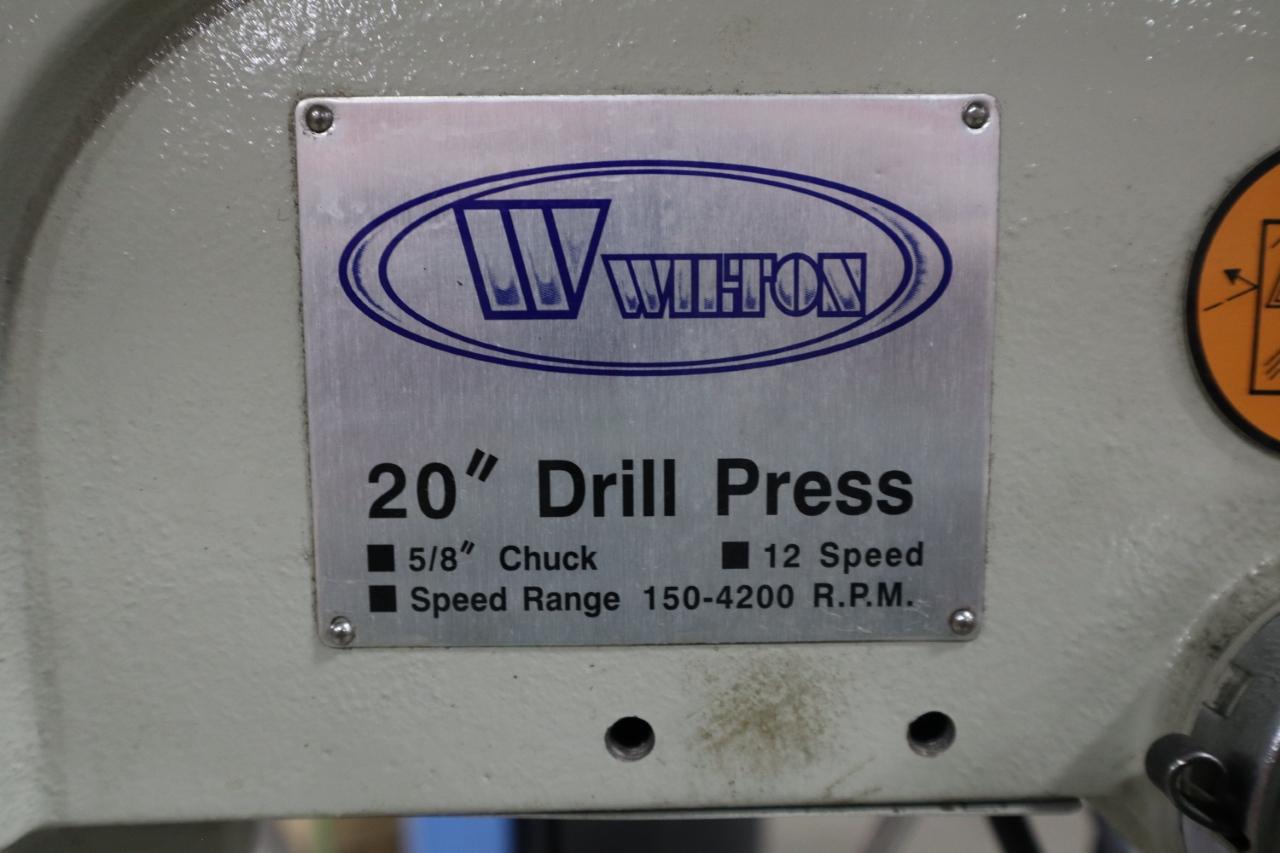 W WILTON
20" Drill Press
■ 5/8" Chuck ■ 12 Speed
■ Speed Range 150-4200 R.P.M.